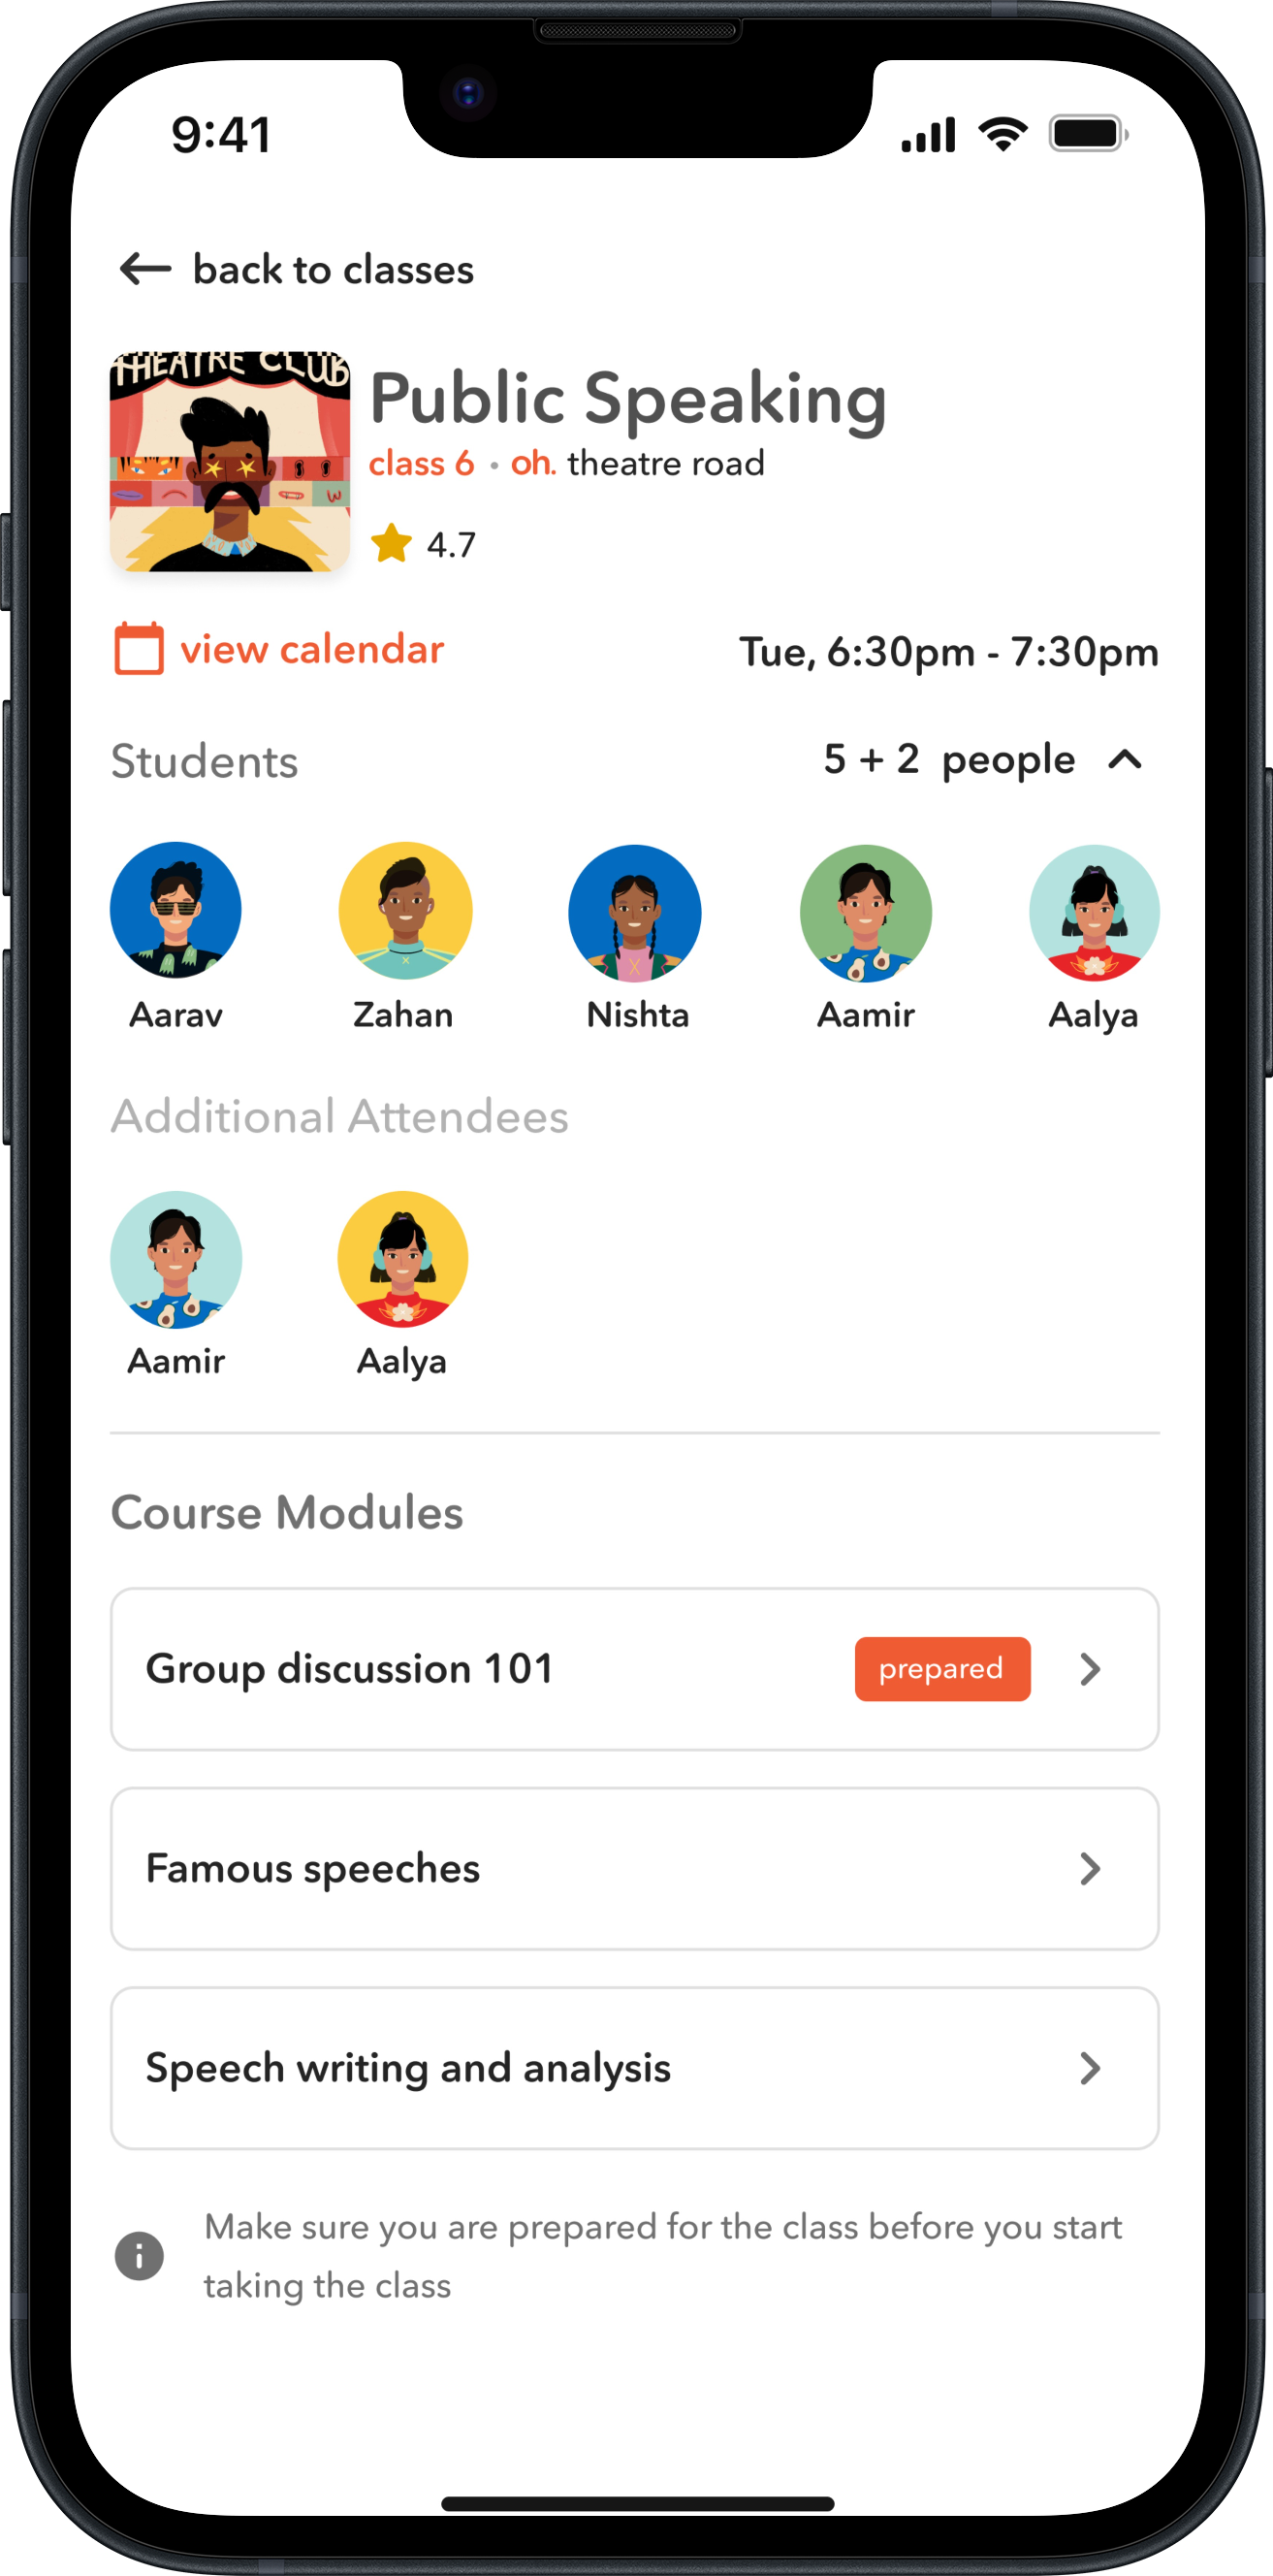 9:41
back to classes
THEATRE CLUB
Public Speaking
class 6 • oh. theatre road
4.7
view calendar
Tue, 6:30pm - 7:30pm
Students
5 + 2 people
Aarav Zahan Nishta Aamir Aalya
Additional Attendees
Aamir Aalya
Course Modules
Group discussion 101
prepared
Famous speeches
Speech writing and analysis
Make sure you are prepared for the class before you start
taking the class